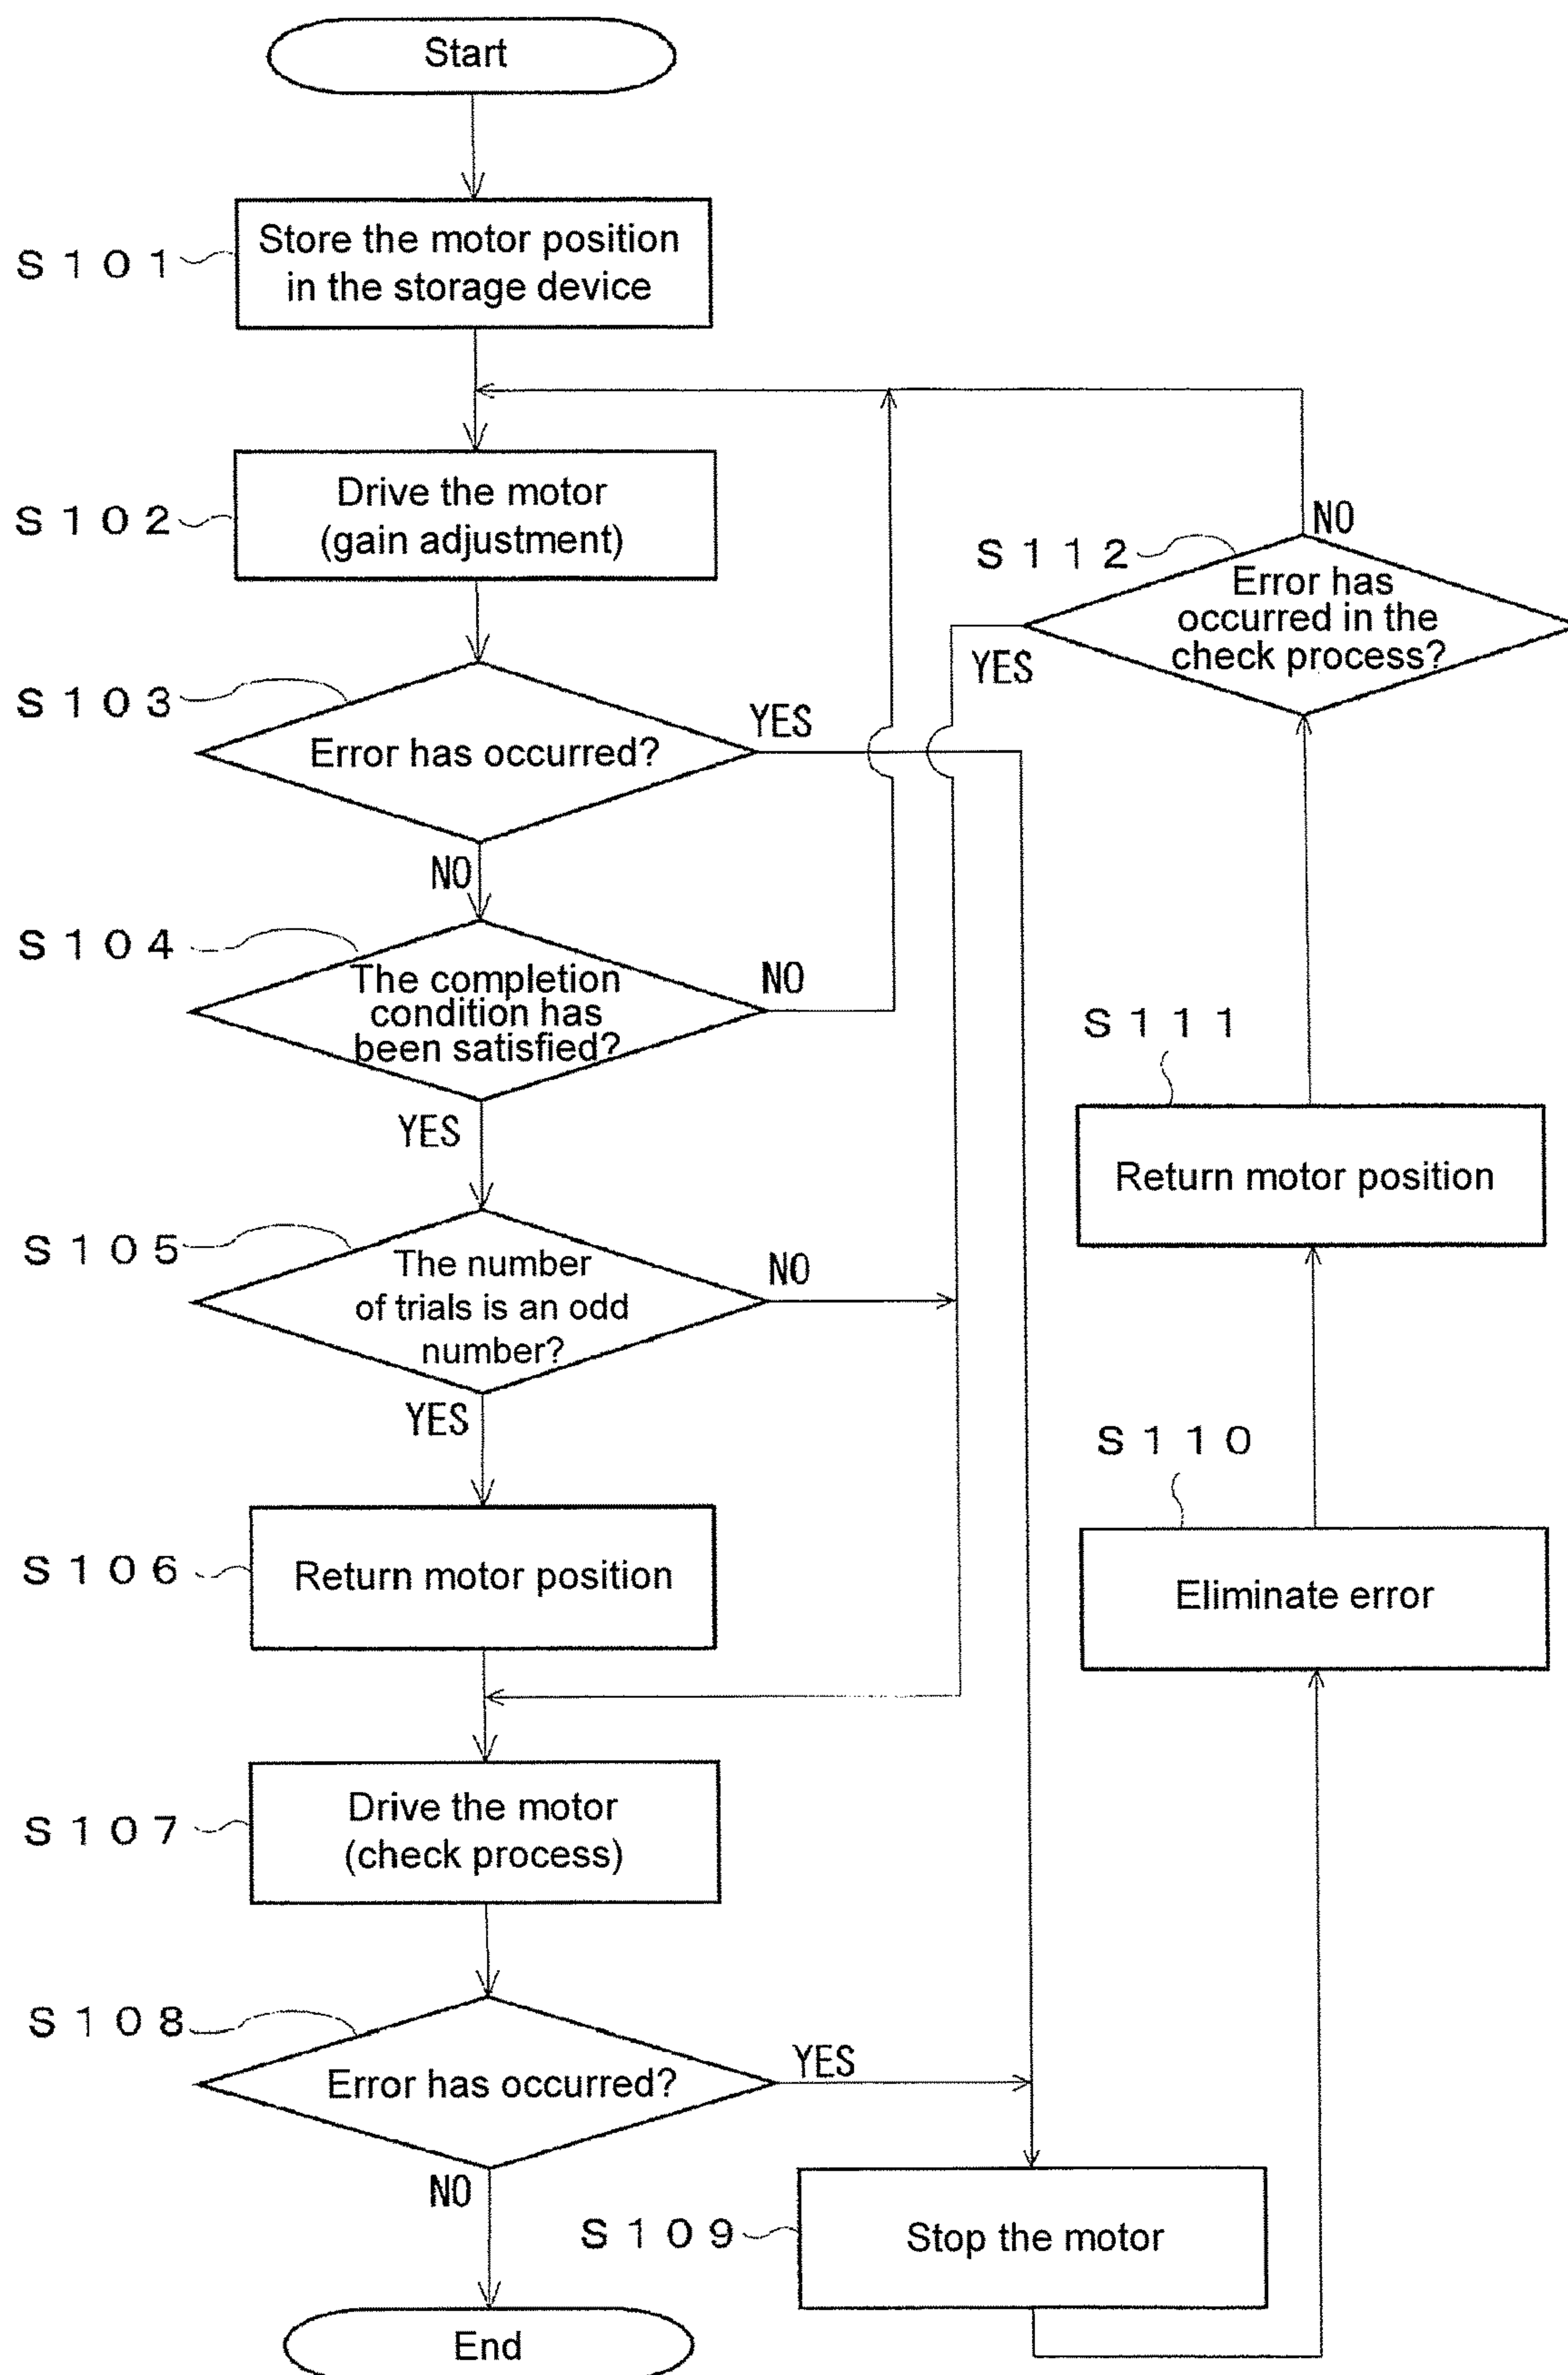 Start
S101
Store the motor position
in the storage device
S102
Drive the motor
(gain adjustment)
NO
S112
Error has
occurred in the
check process?
YES
S103
YES
Error has occurred?
NO
S104
The completion
condition has
been satisfied?
NO
YES
S111
Return motor position
S105
The number
of trials is an odd
number?
NO
YES
S110
Eliminate error
S106
Return motor position
S107
Drive the motor
(check process)
S108
Error has occurred?
YES
NO
S109
Stop the motor
End